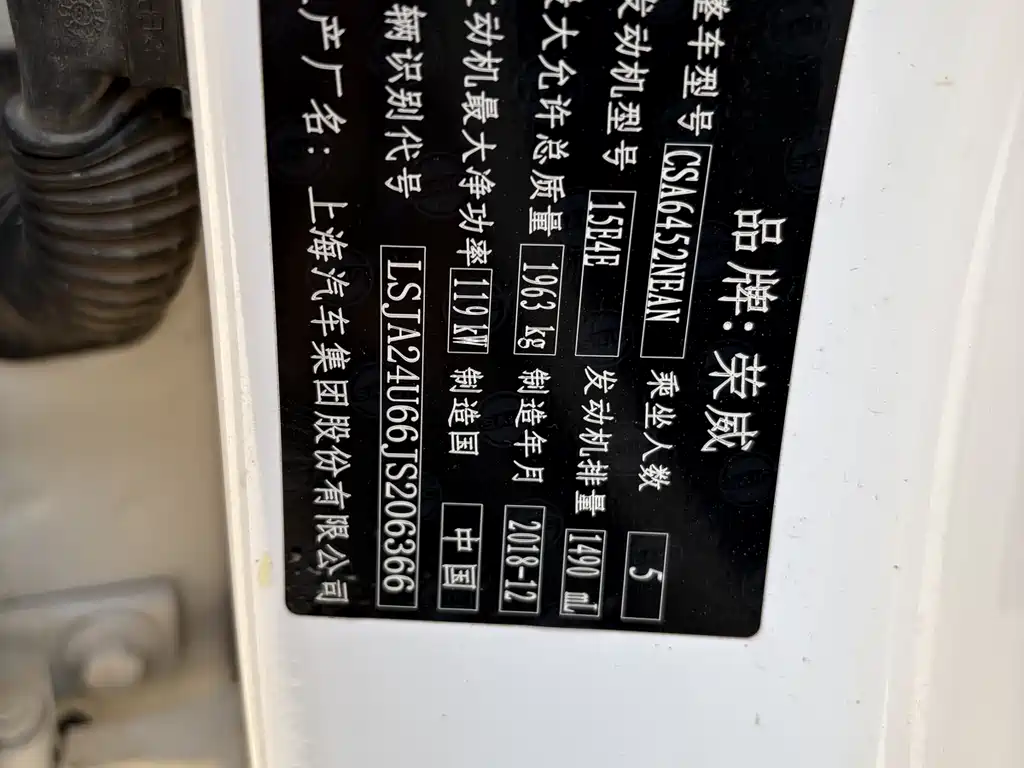 品牌: 荣威
整车型号 CSA6452NEAN 乘坐人数 5
发动机型号 15E4E 发动机排量 1490 mL
最大允许总质量 1963 kg 制造年月 2018-12
发动机最大净功率 119 kW 制造国 中国
辆识别代号 LSJA24U66JS206366
产厂名: 上海汽车集团股份有限公司